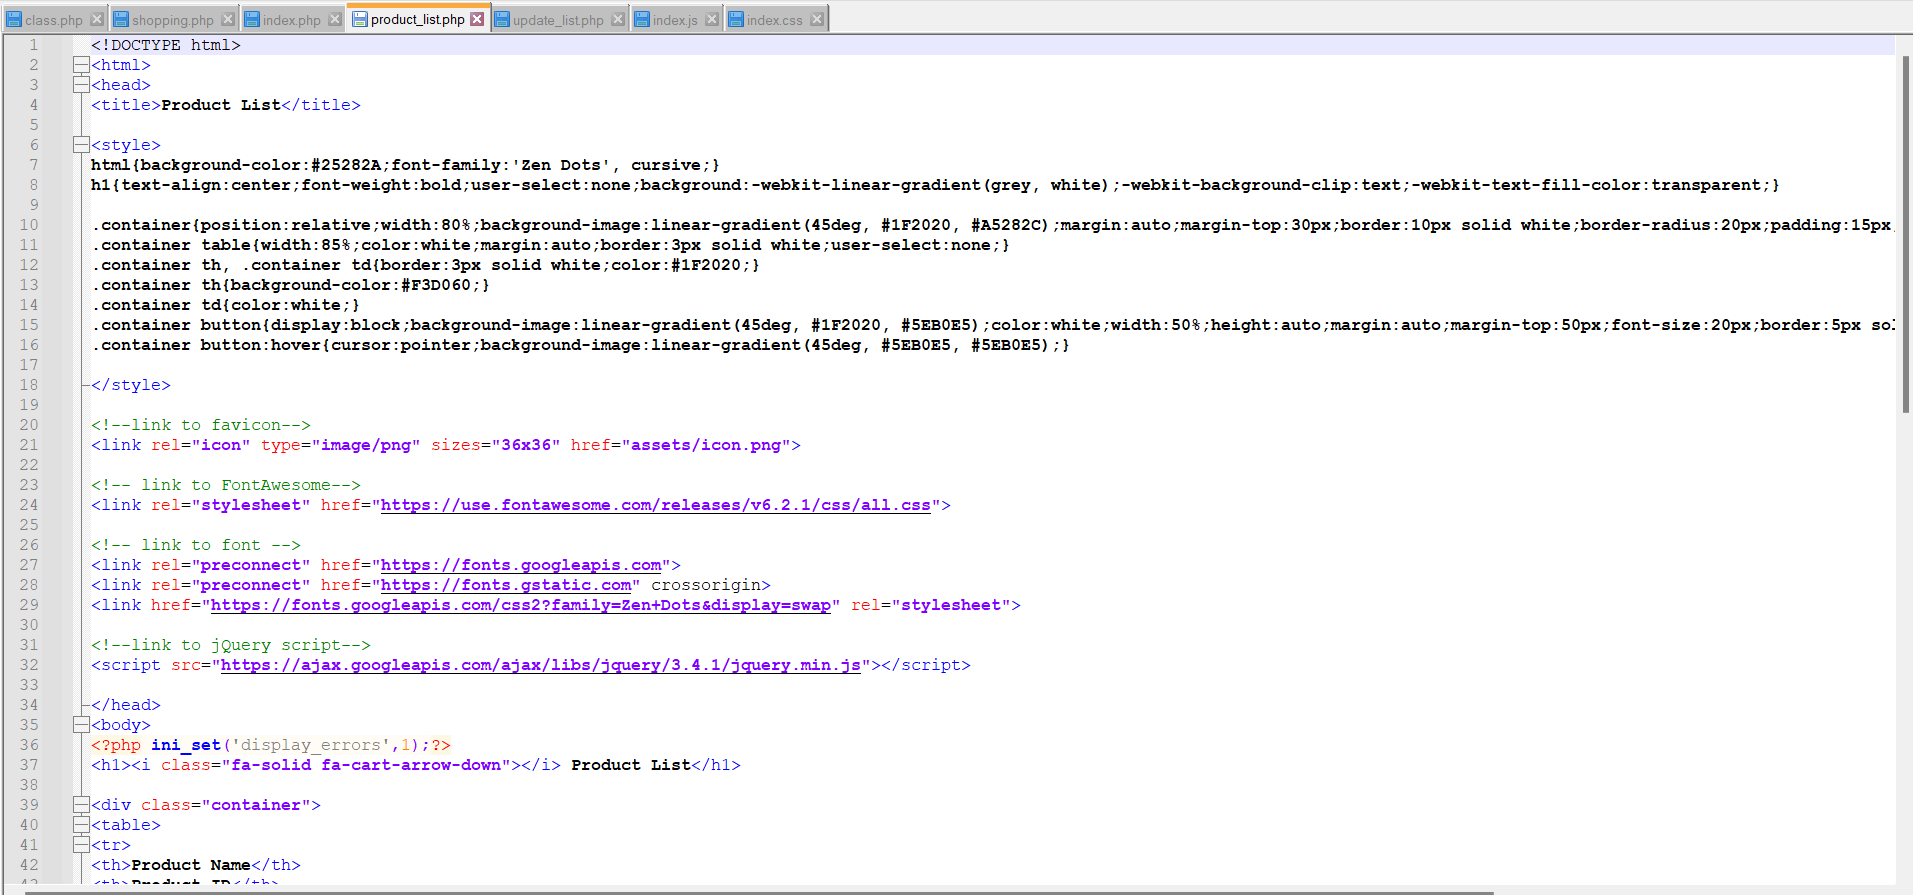 class.php shopping.php index.php product_list.php update_list.php index.js index.css
1 <!DOCTYPE html>
2 <html>
3 <head>
4 <title>Product List</title>
5
6 <style>
7 html{background-color:#25282A;font-family:'Zen Dots', cursive;}
8 h1{text-align:center;font-weight:bold;user-select:none;background:-webkit-linear-gradient(grey, white);-webkit-background-clip:text;-webkit-text-fill-color:transparent;}
9
10 .container{position:relative;width:80%;background-image:linear-gradient(45deg, #1F2020, #A5282C);margin:auto;margin-top:30px;border:10px solid white;border-radius:20px;padding:15px
11 .container table{width:85%;color:white;margin:auto;border:3px solid white;user-select:none;}
12 .container th, .container td{border:3px solid white;color:#1F2020;}
13 .container th{background-color:#F3D060;}
14 .container td{color:white;}
15 .container button{display:block;background-image:linear-gradient(45deg, #1F2020, #5EB0E5);color:white;width:50%;height:auto;margin:auto;margin-top:50px;font-size:20px;border:5px sol
16 .container button:hover{cursor:pointer;background-image:linear-gradient(45deg, #5EB0E5, #5EB0E5);}
17
18 </style>
19
20 <!--link to favicon-->
21 <link rel="icon" type="image/png" sizes="36x36" href="assets/icon.png">
22
23 <!-- link to FontAwesome-->
24 <link rel="stylesheet" href="https://use.fontawesome.com/releases/v6.2.1/css/all.css">
25
26 <!-- link to font -->
27 <link rel="preconnect" href="https://fonts.googleapis.com">
28 <link rel="preconnect" href="https://fonts.gstatic.com" crossorigin>
29 <link href="https://fonts.googleapis.com/css2?family=Zen+Dots&display=swap" rel="stylesheet">
30
31 <!--link to jQuery script-->
32 <script src="https://ajax.googleapis.com/ajax/libs/jquery/3.4.1/jquery.min.js"></script>
33
34 </head>
35 <body>
36 <?php ini_set('display_errors',1);?>
37 <h1><i class="fa-solid fa-cart-arrow-down"></i> Product List</h1>
38
39 <div class="container">
40 <table>
41 <tr>
42 <th>Product Name</th>
43 <th>Product ID</th>